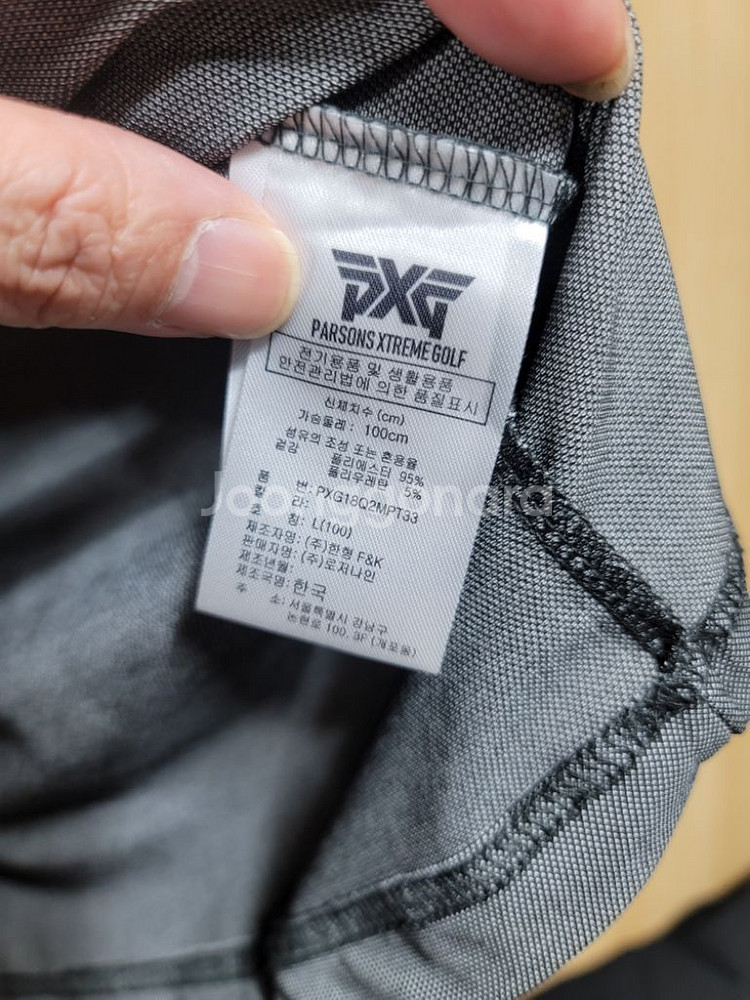 PXG
PARSONS XTREME GOLF
전기용품 및 생활용품
안전관리법에 의한 품질표시
신체치수 (cm)
가슴둘레 : 100cm
섬유의 조성 또는 혼용율
겉감 폴리에스터 95%
폴리우레탄 5%
품 번: PXG18Q2MPT33
컬 라:
호 칭: L(100)
제조자명: (주)한형 F&K
판매자명: (주)로저나인
제조년월:
제조국명: 한국
주 소: 서울특별시 강남구
논현로 100. 3F (개포동)
Joonggonara